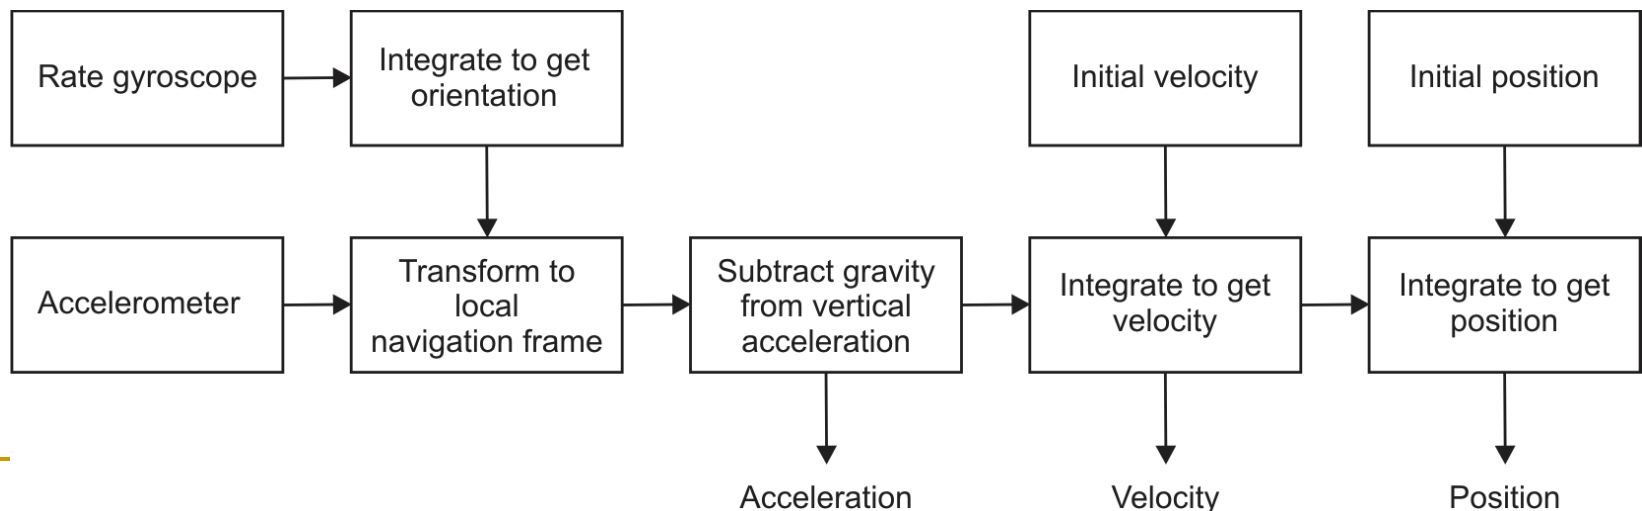 Rate gyroscope
Integrate to get
orientation
Initial velocity
Initial position
Accelerometer
Transform to
local
navigation frame
Subtract gravity
from vertical
acceleration
Integrate to get
velocity
Integrate to get
position
Acceleration
Velocity
Position